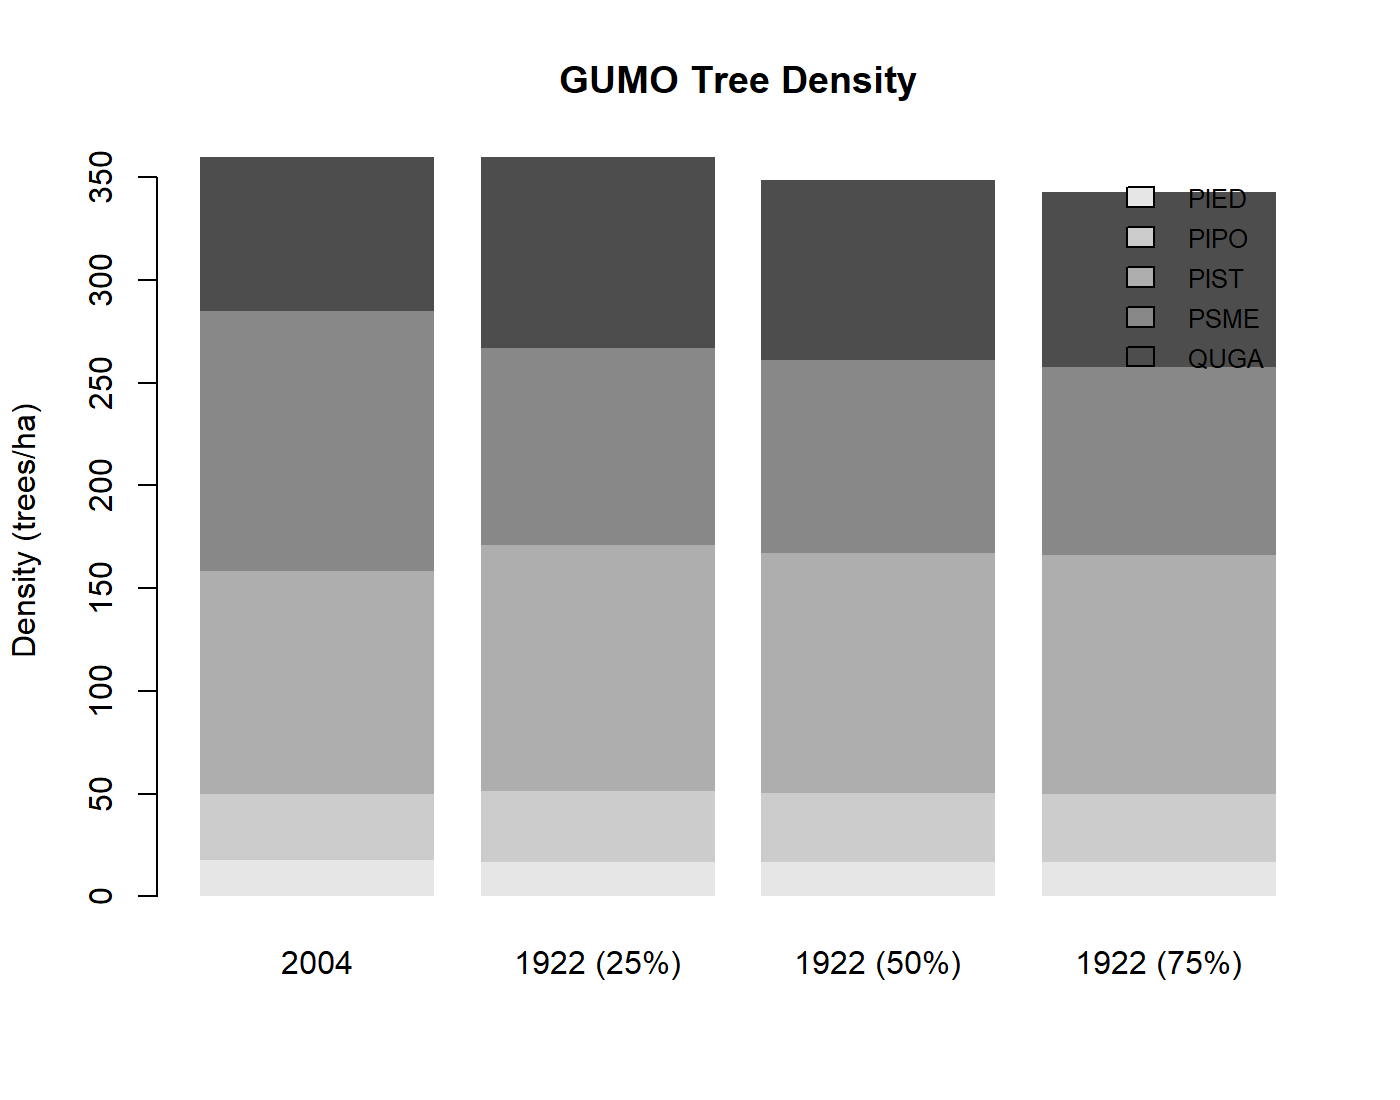 GUMO Tree Density
Density (trees/ha)
350
300
250
200
150
100
50
0
PIED
PIPO
PIST
PSME
QUGA
2004
1922 (25%)
1922 (50%)
1922 (75%)